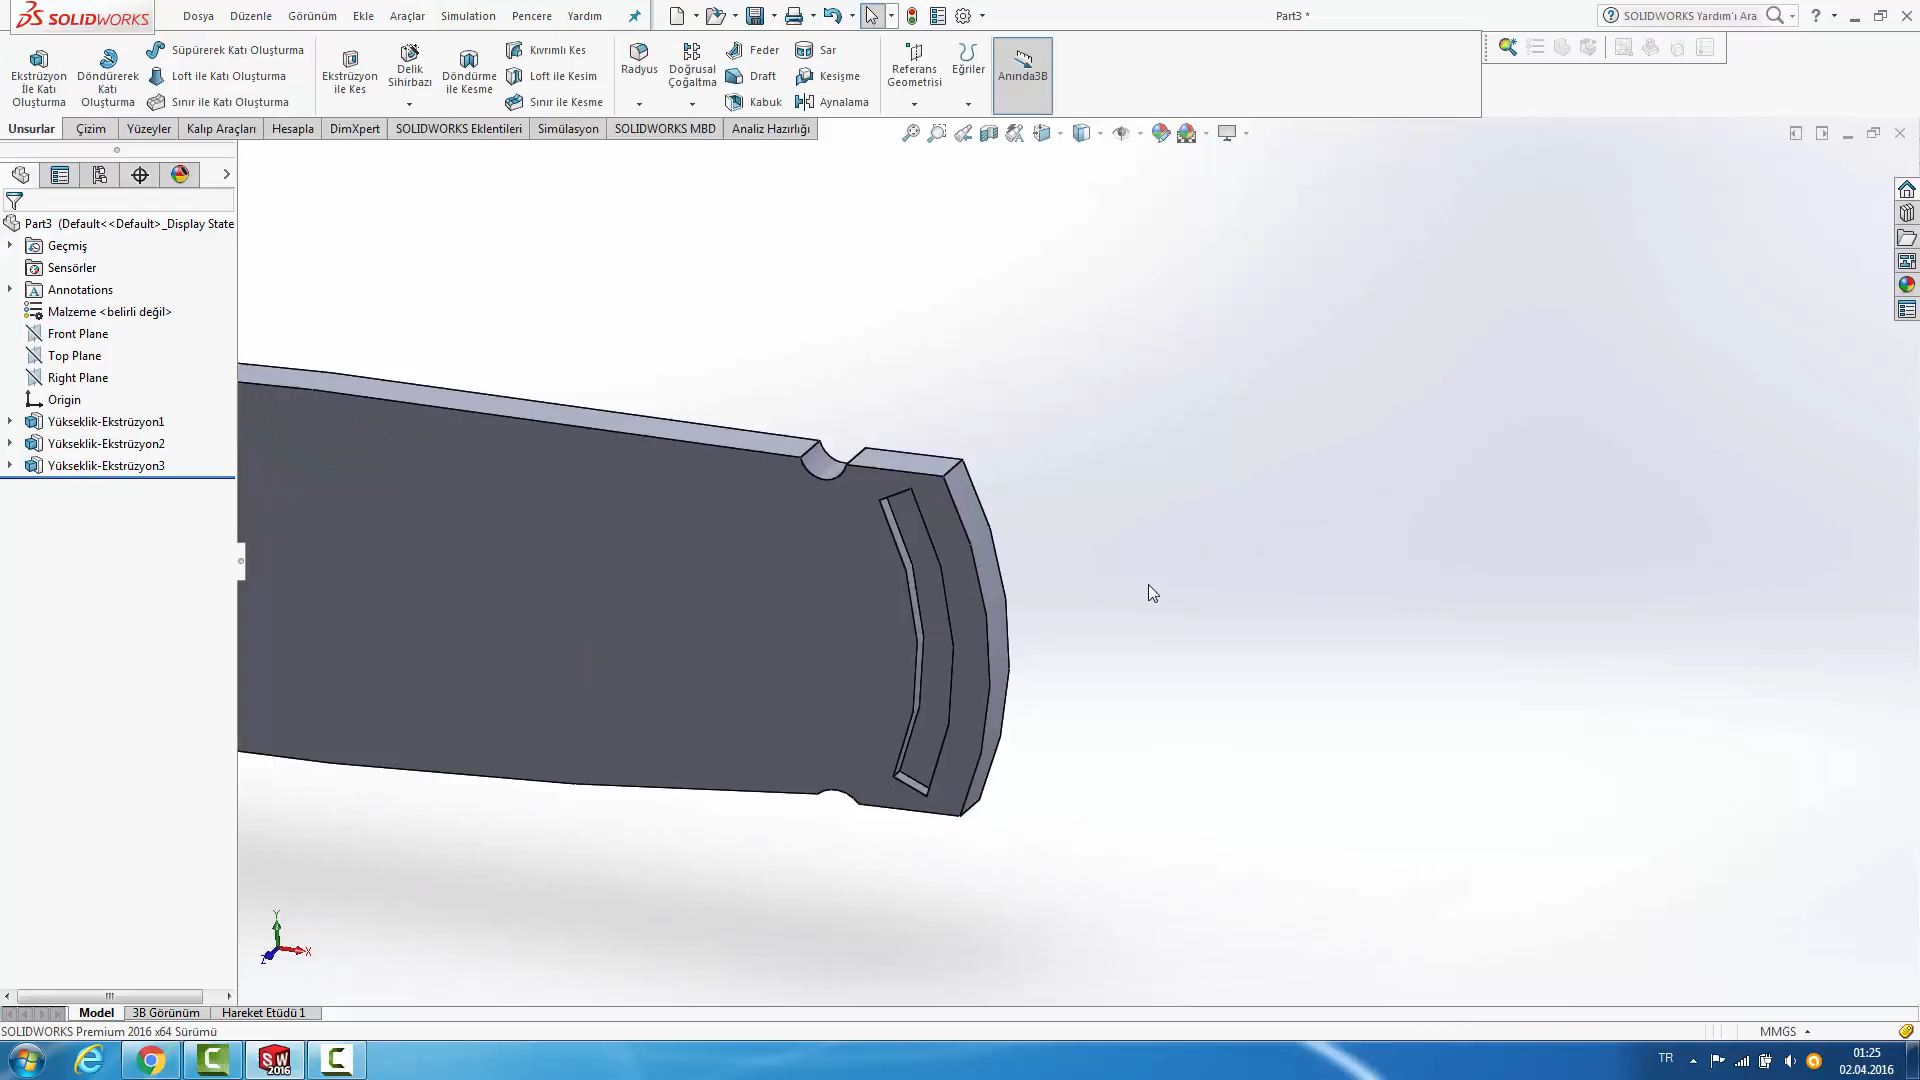 SOLIDWORKS
Dosya Düzenle Görünüm Ekle Araçlar Simulation Pencere Yardım
Part3 *
SOLIDWORKS Yardım'ı Ara
Ekstrüzyon İle Katı Oluşturma
Döndürerek Katı Oluşturma
Süpürerek Katı Oluşturma
Loft ile Katı Oluşturma
Sınır ile Katı Oluşturma
Ekstrüzyon ile Kes
Delik Sihirbazı
Döndürme ile Kesme
Kıvrımlı Kes
Loft ile Kesim
Sınır ile Kesme
Radyus
Doğrusal Çoğaltma
Feder
Draft
Kabuk
Sar
Kesişme
Aynalama
Referans Geometrisi
Eğriler
Anında3B
Unsurlar Çizim Yüzeyler Kalıp Araçları Hesapla DimXpert SOLIDWORKS Eklentileri Simülasyon SOLIDWORKS MBD Analiz Hazırlığı
Part3 (Default<<Default>_Display State
Geçmiş
Sensörler
Annotations
Malzeme <belirli değil>
Front Plane
Top Plane
Right Plane
Origin
Yükseklik-Ekstrüzyon1
Yükseklik-Ekstrüzyon2
Yükseklik-Ekstrüzyon3
Y
X
Z
Model 3B Görünüm Hareket Etüdü1
SOLIDWORKS Premium 2016 x64 Sürümü
MMGS
SW
2016
TR
01:25
02.04.2016